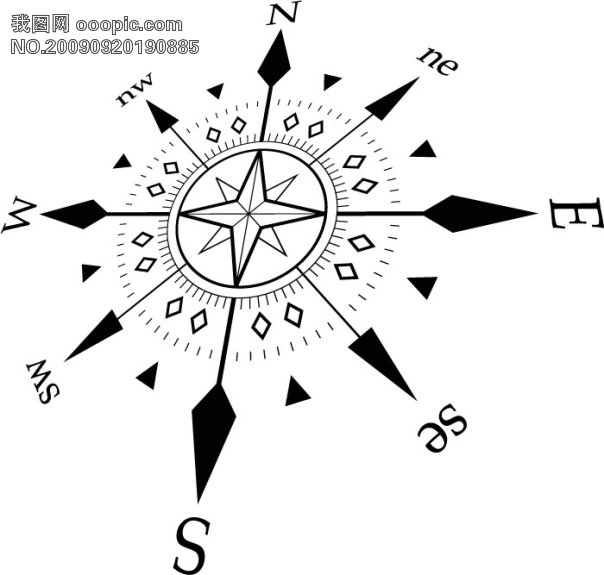 我图网 ooopic.com
NO.20090920190885
N
ne
nw
W
E
sw
se
S